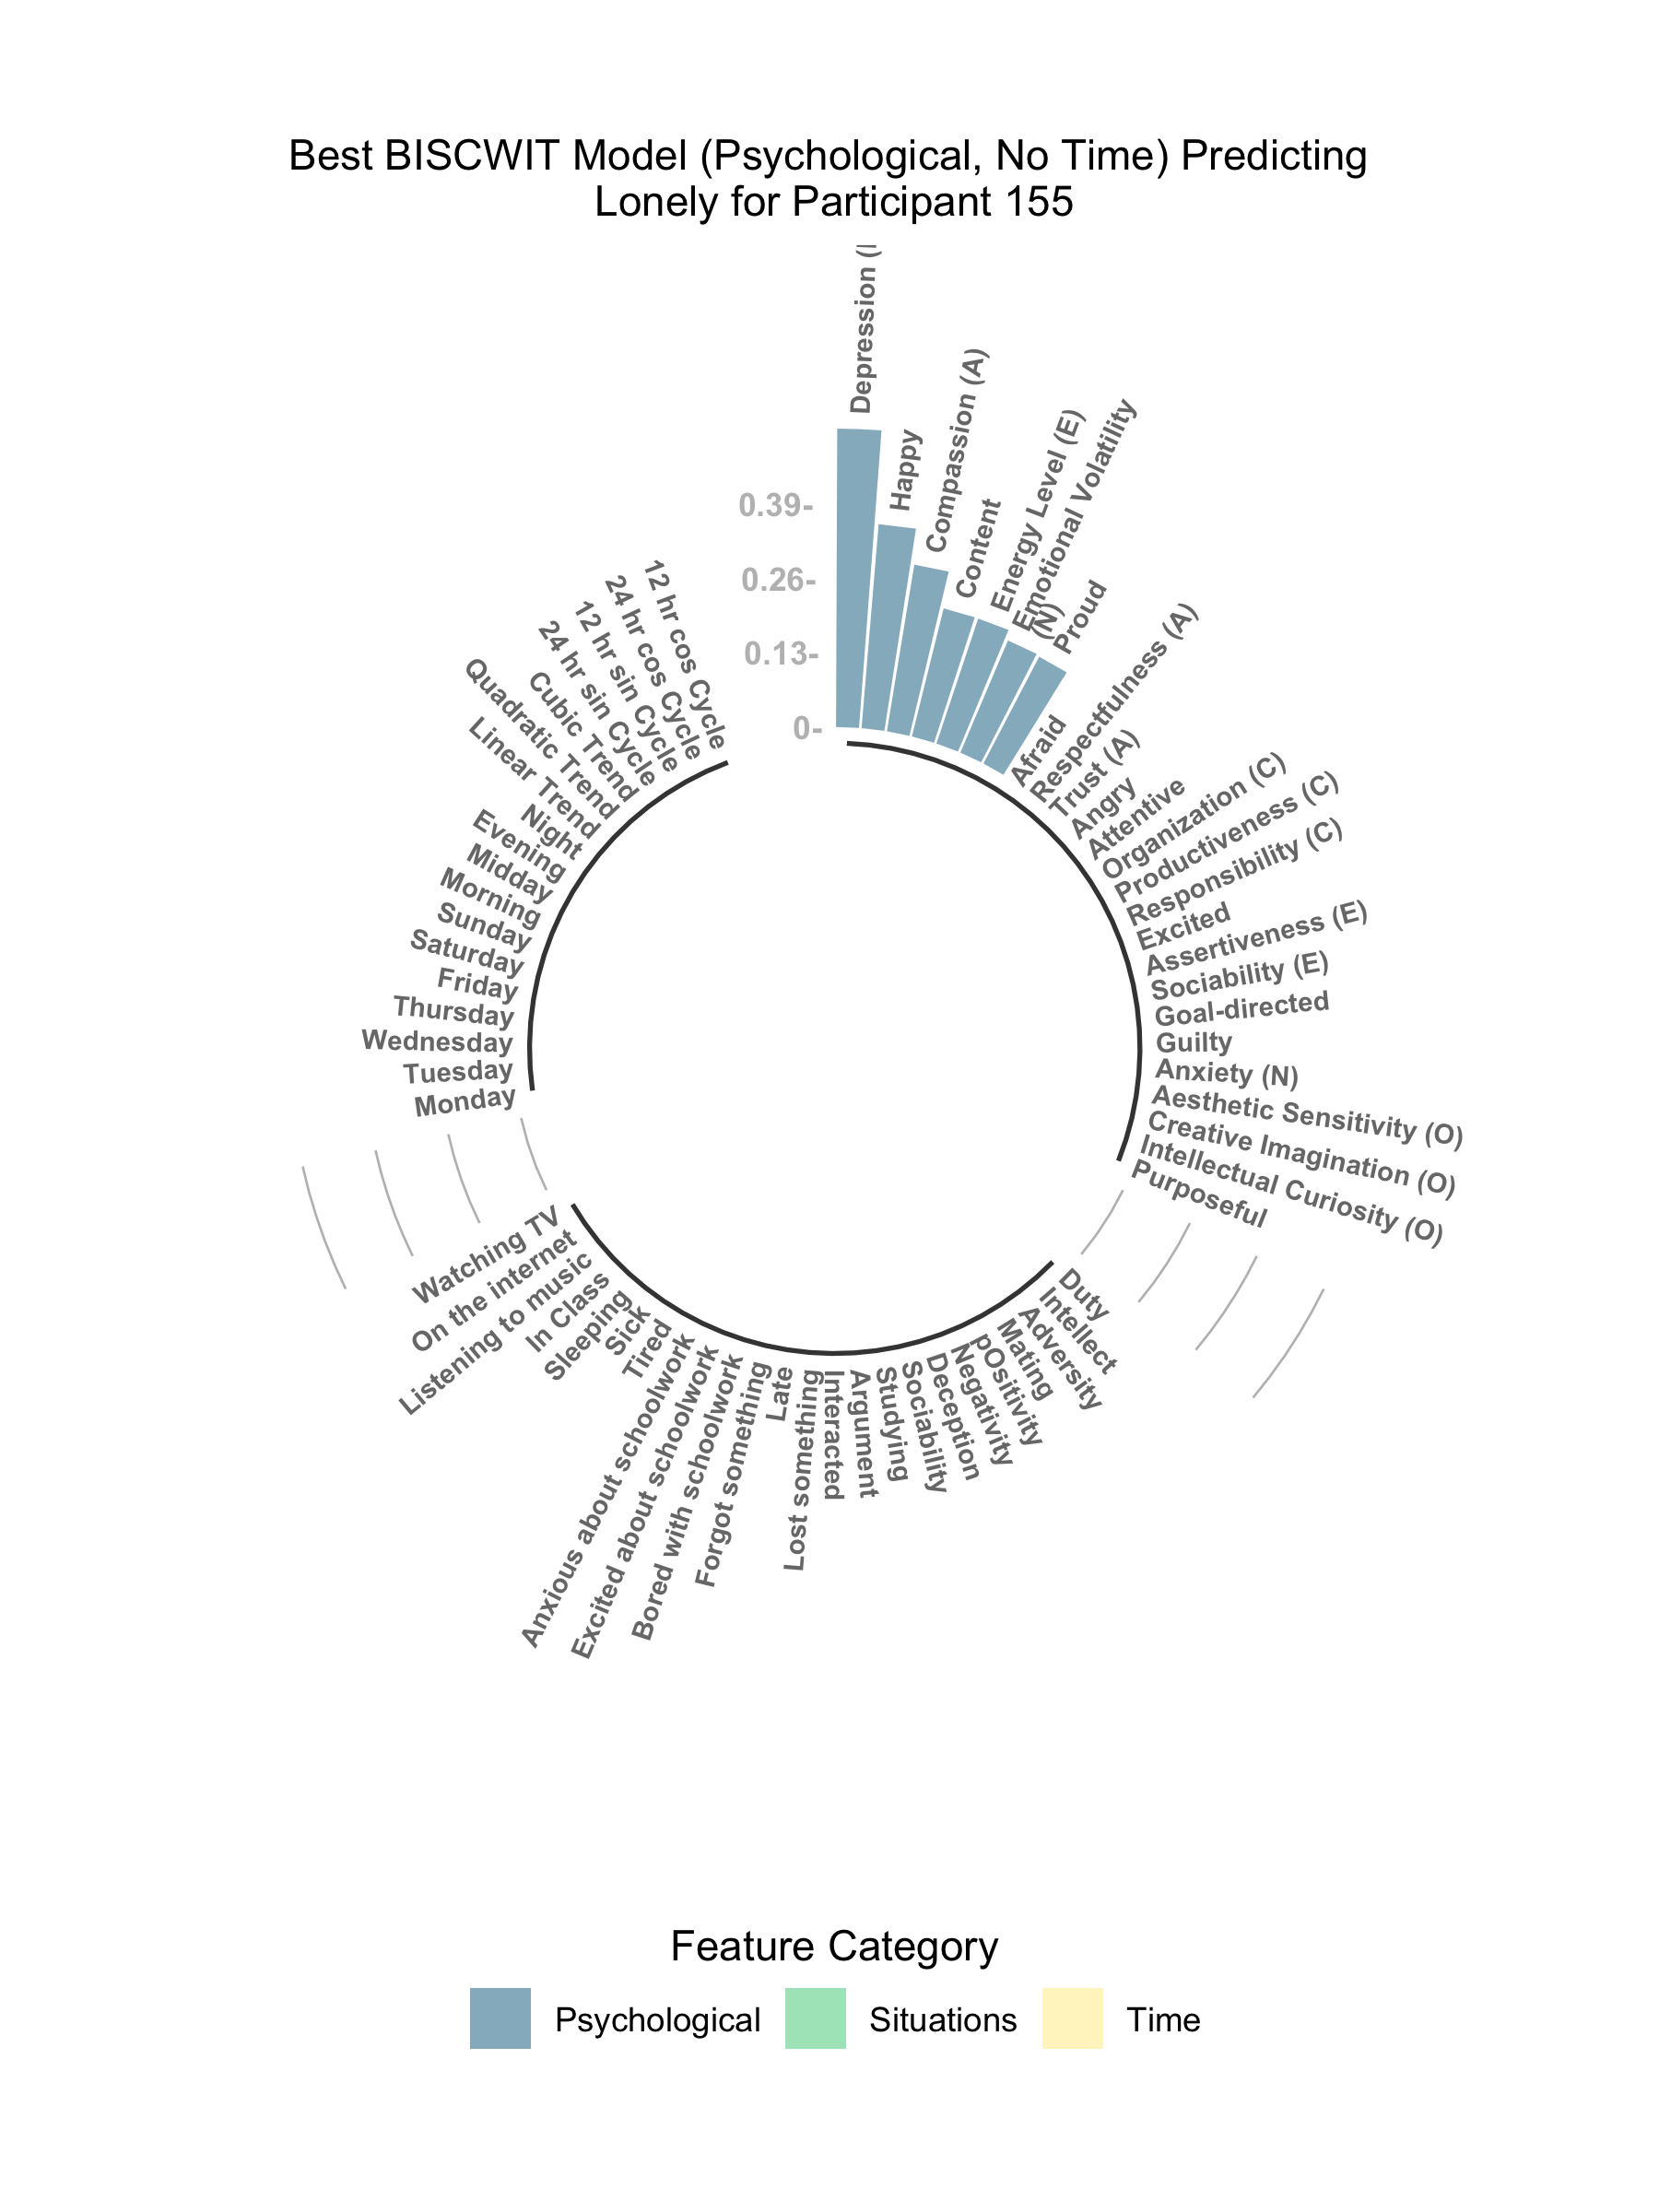 Best BISCWIT Model (Psychological, No Time) Predicting
Lonely for Participant 155
0.39-
0.26-
0.13-
0-
Depression (
Happy
Compassion (A)
Content
Energy Level (E)
Emotional Volatility
(N)
Proud
Afraid
Respectfulness (A)
Trust (A)
Angry
Attentive
Organization (C)
Productiveness (C)
Responsibility (C)
Excited
Assertiveness (E)
Sociability (E)
Goal-directed
Guilty
Anxiety (N)
Aesthetic Sensitivity (O)
Creative Imagination (O)
Intellectual Curiosity (O)
Purposeful
Duty
Intellect
Adversity
Mating
pOsitivity
Negativity
Deception
Sociability
Studying
Argument
Interacted
Lost something
Late
Forgot something
Bored with schoolwork
Excited about schoolwork
Anxious about schoolwork
Tired
Sick
Sleeping
In Class
Listening to music
On the internet
Watching TV
Monday
Tuesday
Wednesday
Thursday
Friday
Saturday
Sunday
Morning
Midday
Evening
Night
Linear Trend
Quadratic Trend
Cubic Trend
24 hr sin Cycle
12 hr sin Cycle
24 hr cos Cycle
12 hr cos Cycle
Feature Category
Psychological
Situations
Time